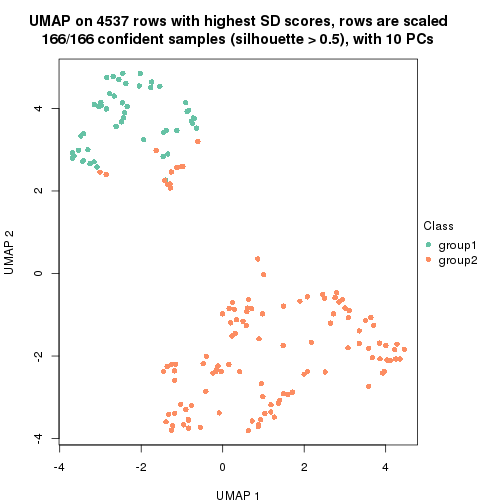 UMAP on 4537 rows with highest SD scores, rows are scaled
166/166 confident samples (silhouette > 0.5), with 10 PCs
4
2
0
-2
-4
UMAP 2
-4 -2 0 2 4
UMAP 1
Class
group1
group2